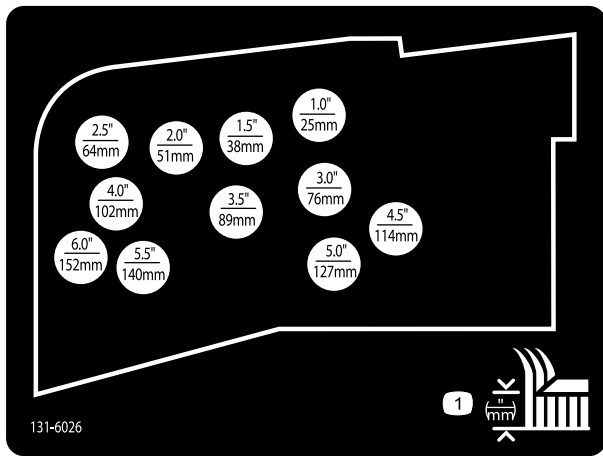 1.0"
25mm
2.5"
64mm
2.0"
51mm
1.5"
38mm
4.0"
102mm
3.5"
89mm
3.0"
76mm
4.5"
114mm
6.0"
152mm
5.5"
140mm
5.0"
127mm
1
(")
mm
131-6026